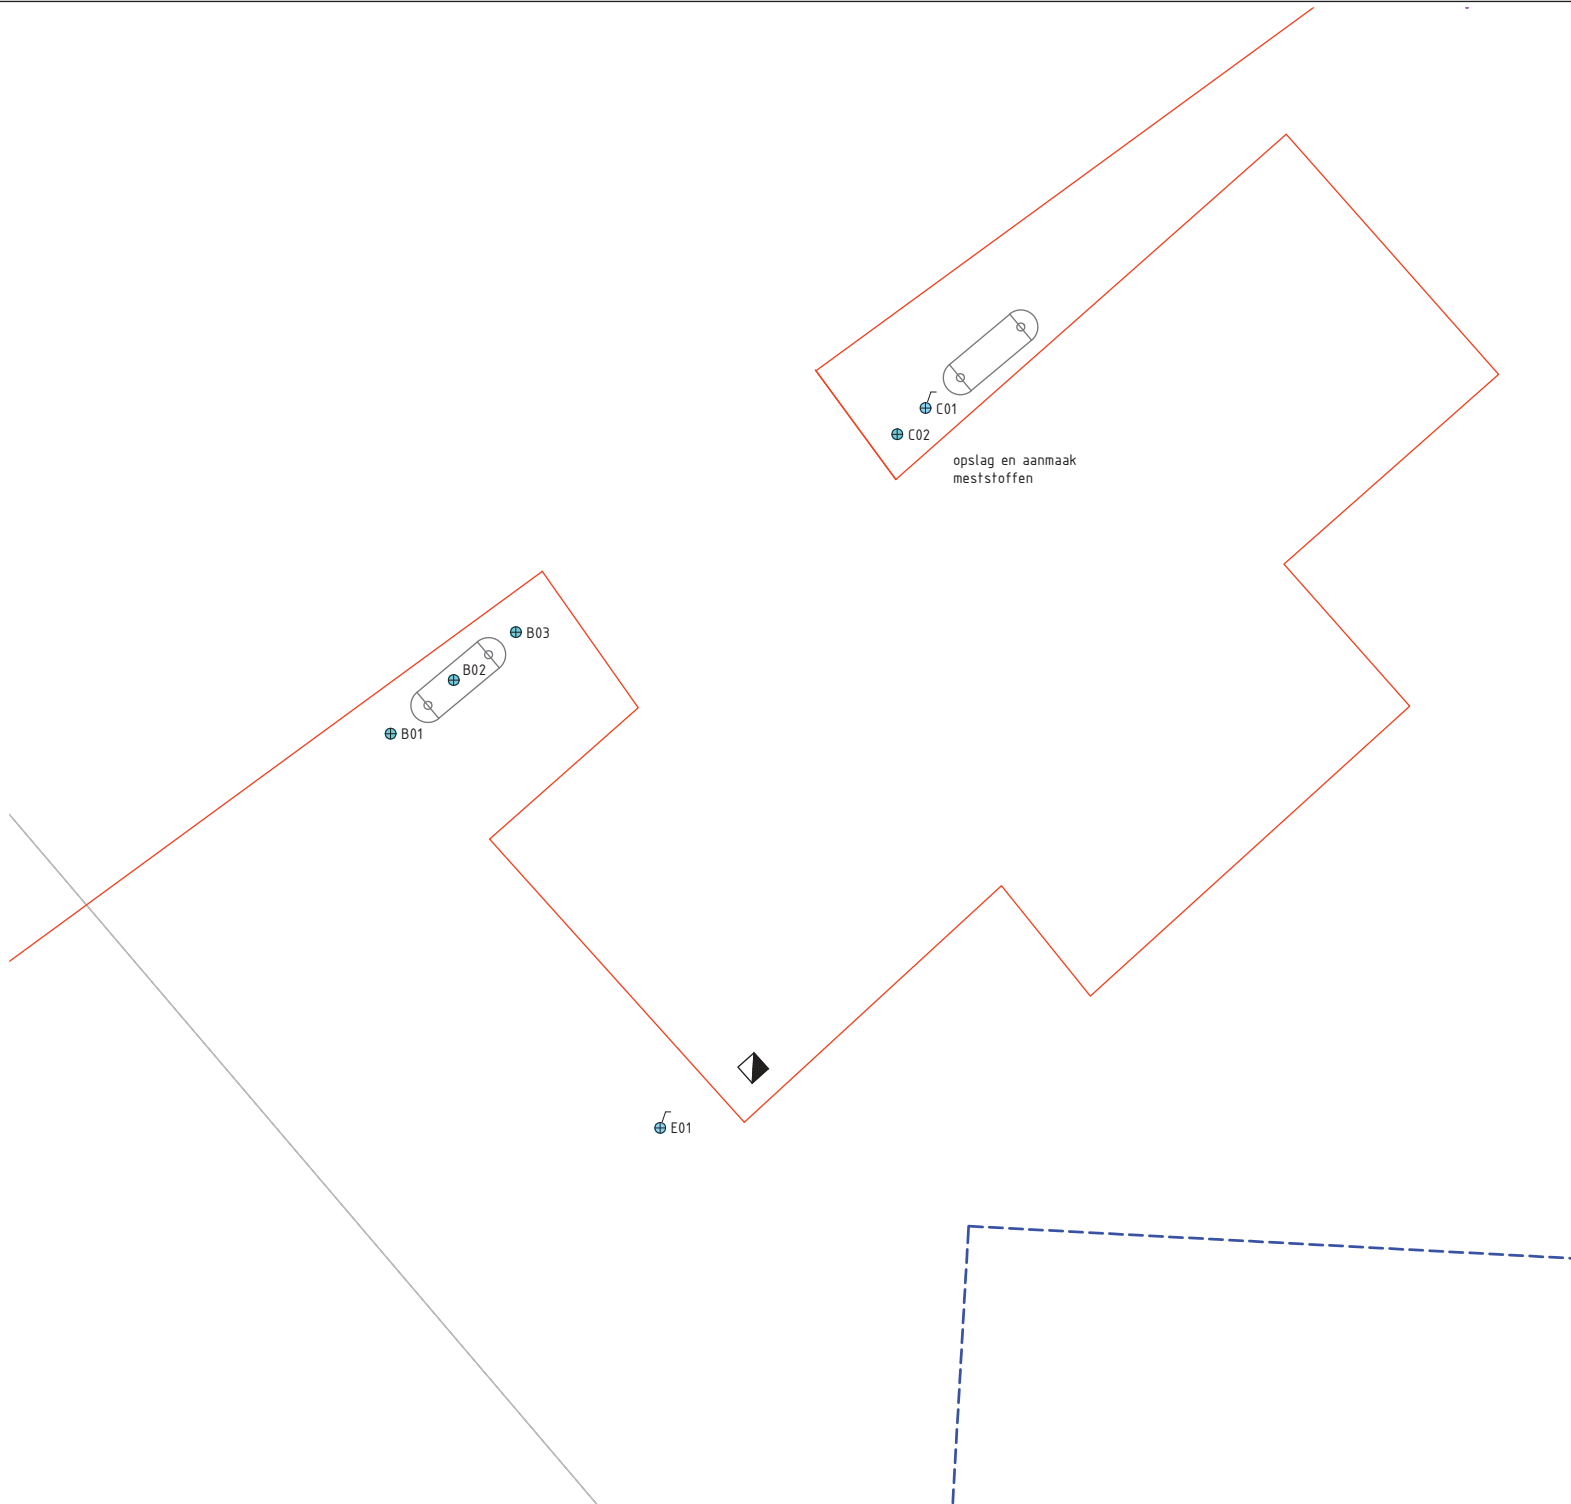 C01
C02
opslag en aanmaak
meststoffen
B03
B02
B01
E01